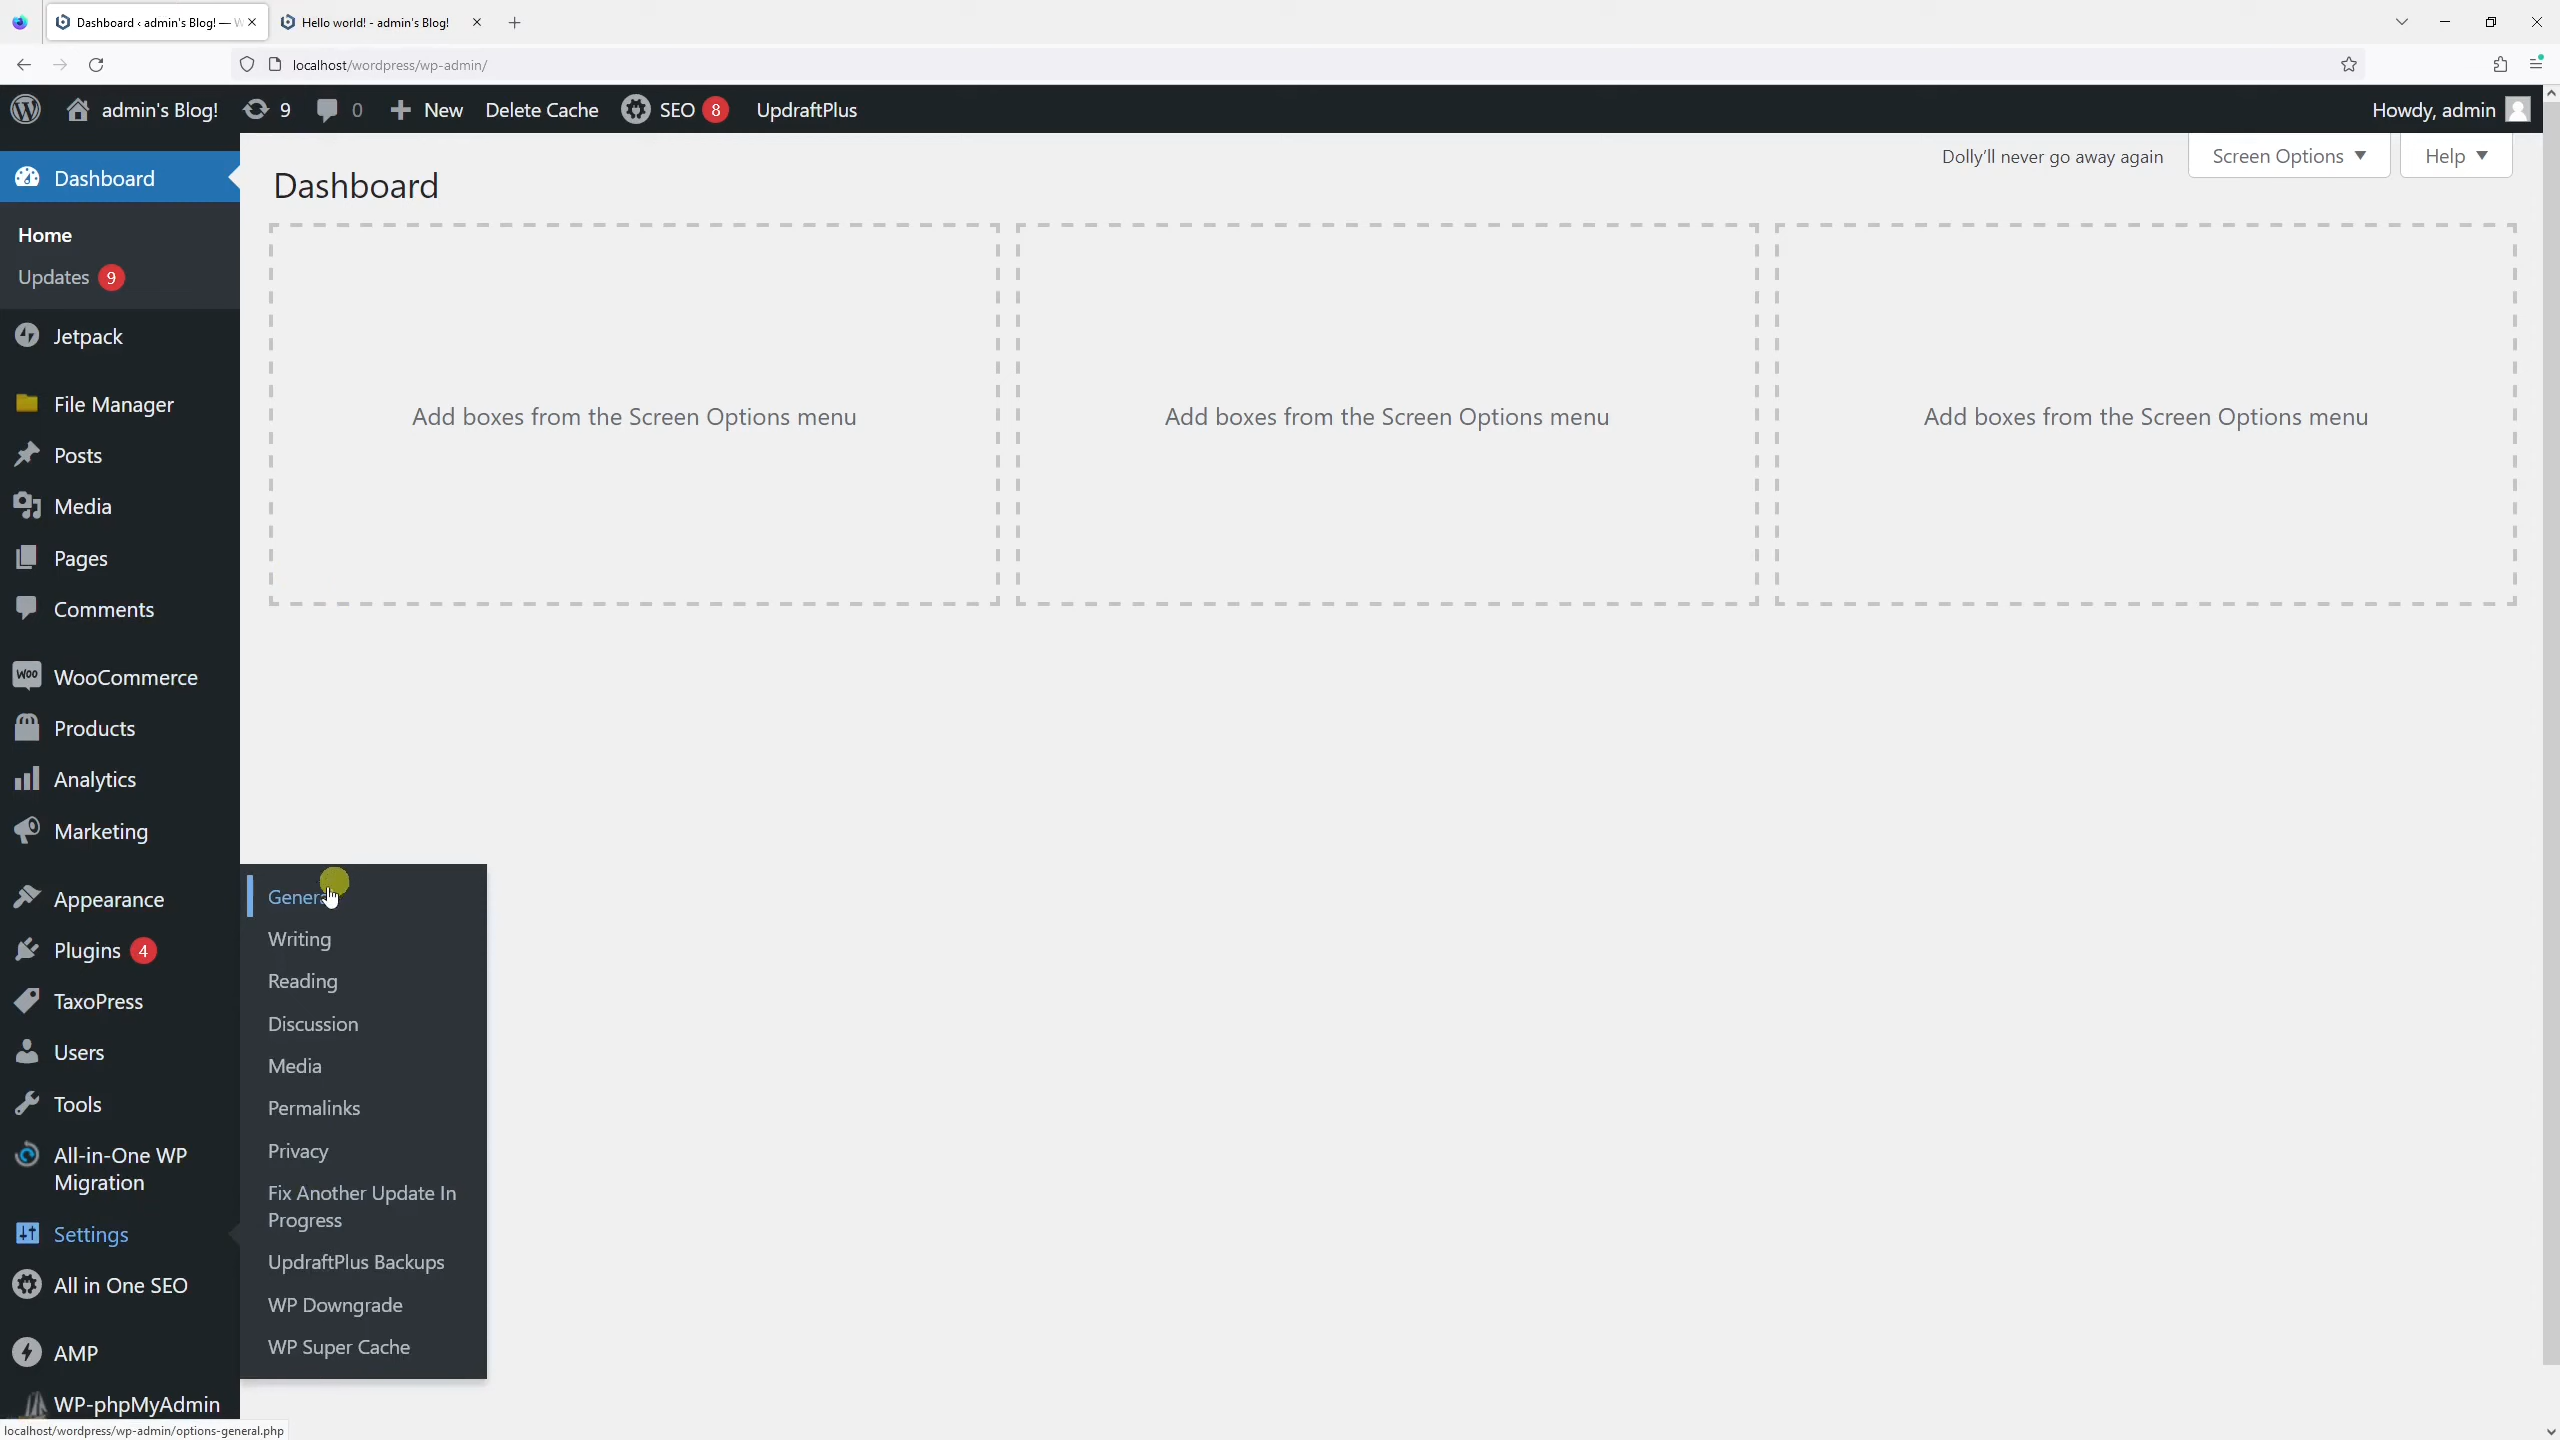 Dashboard ‹ admin's Blog! — W
Hello world! - admin's Blog!
localhost/wordpress/wp-admin/
admin's Blog!
9
0
New
Delete Cache
SEO 8
UpdraftPlus
Howdy, admin
Dashboard
Home
Updates 9
Jetpack
File Manager
Posts
Media
Pages
Comments
WooCommerce
Products
Analytics
Marketing
Appearance
Plugins 4
TaxoPress
Users
Tools
All-in-One WP
Migration
Settings
All in One SEO
AMP
WP-phpMyAdmin
Dolly'll never go away again
Screen Options
Help
Dashboard
Add boxes from the Screen Options menu
Add boxes from the Screen Options menu
Add boxes from the Screen Options menu
General
Writing
Reading
Discussion
Media
Permalinks
Privacy
Fix Another Update In
Progress
UpdraftPlus Backups
WP Downgrade
WP Super Cache
localhost/wordpress/wp-admin/options-general.php